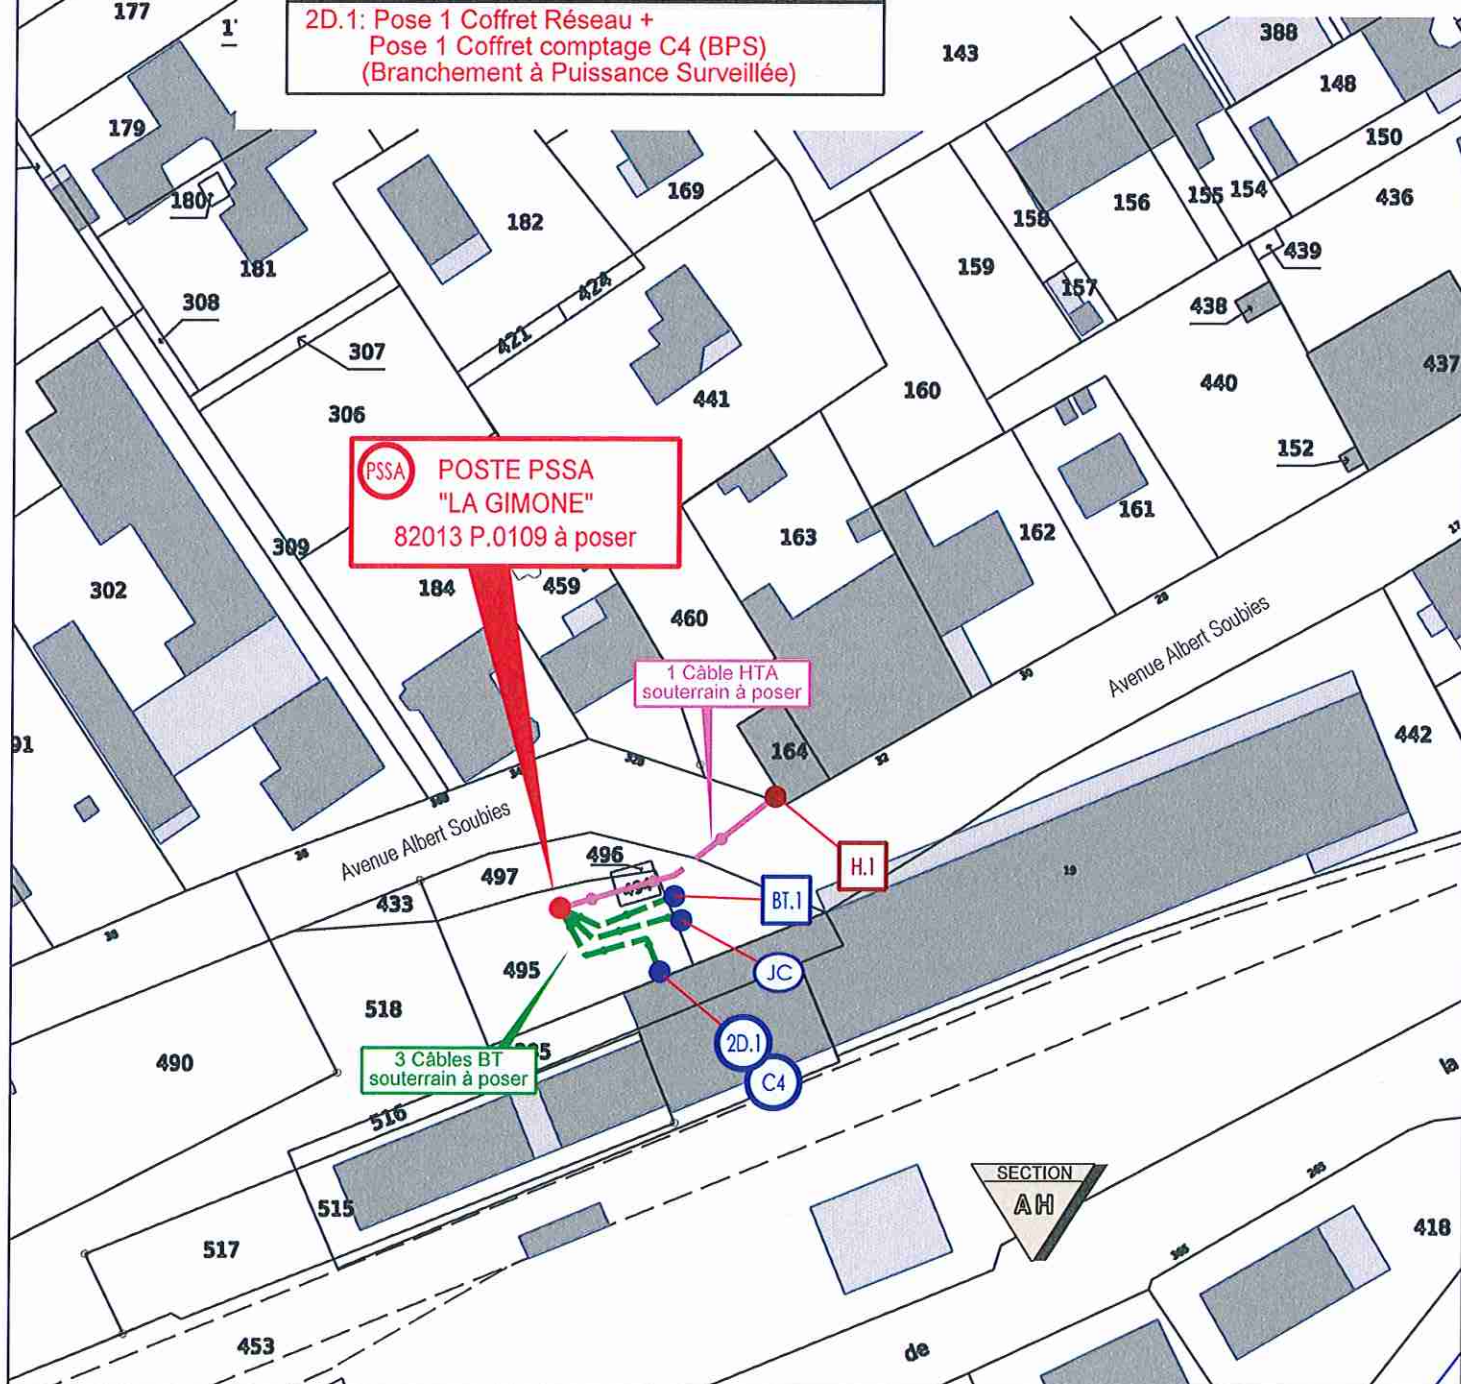 2D.1: Pose 1 Coffret Réseau +
Pose 1 Coffret comptage C4 (BPS)
(Branchement à Puissance Surveillée)
177
143
388
148
179
150
169
180
182
158
156
155
154
436
181
439
159
157
308
424
438
307
421
437
441
160
440
306
152
PSSA
POSTE PSSA
"LA GIMONE"
82013 P.0109 à poser
161
163
162
309
302
184
459
460
28
Avenue Albert Soubies
1 Câble HTA
souterrain à poser
30
442
164
32
Avenue Albert Soubies
H.1
496
497
19
433
BT.1
495
JC
518
2D.1
490
3 Câbles BT
souterrain à poser
C4
la
516
SECTION
AH
515
418
517
453
de